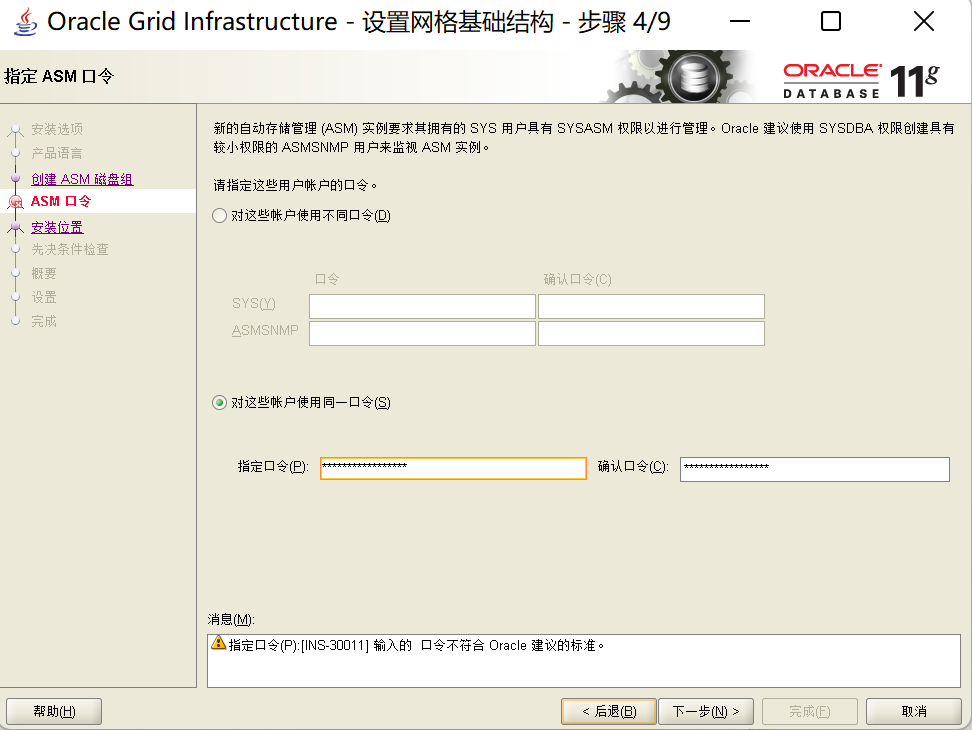 Oracle Grid Infrastructure - 设置网格基础结构 - 步骤 4/9
指定 ASM 口令
ORACLE
DATABASE
11g
安装选项
产品语言
创建 ASM 磁盘组
ASM 口令
安装位置
先决条件检查
概要
设置
完成
新的自动存储管理 (ASM) 实例要求其拥有的 SYS 用户具有 SYSASM 权限以进行管理。Oracle 建议使用 SYSDBA 权限创建具有
较小权限的 ASMSNMP 用户来监视 ASM 实例。
请指定这些用户帐户的口令。
对这些帐户使用不同口令(D)
口令 确认口令(C)
SYS(Y)
ASMSNMP
对这些帐户使用同一口令(S)
指定口令(P): ***************** 确认口令(C): *****************
消息(M):
指定口令(P):[INS-30011] 输入的 口令不符合 Oracle 建议的标准。
帮助(H) < 后退(B) 下一步(N) > 完成(F) 取消